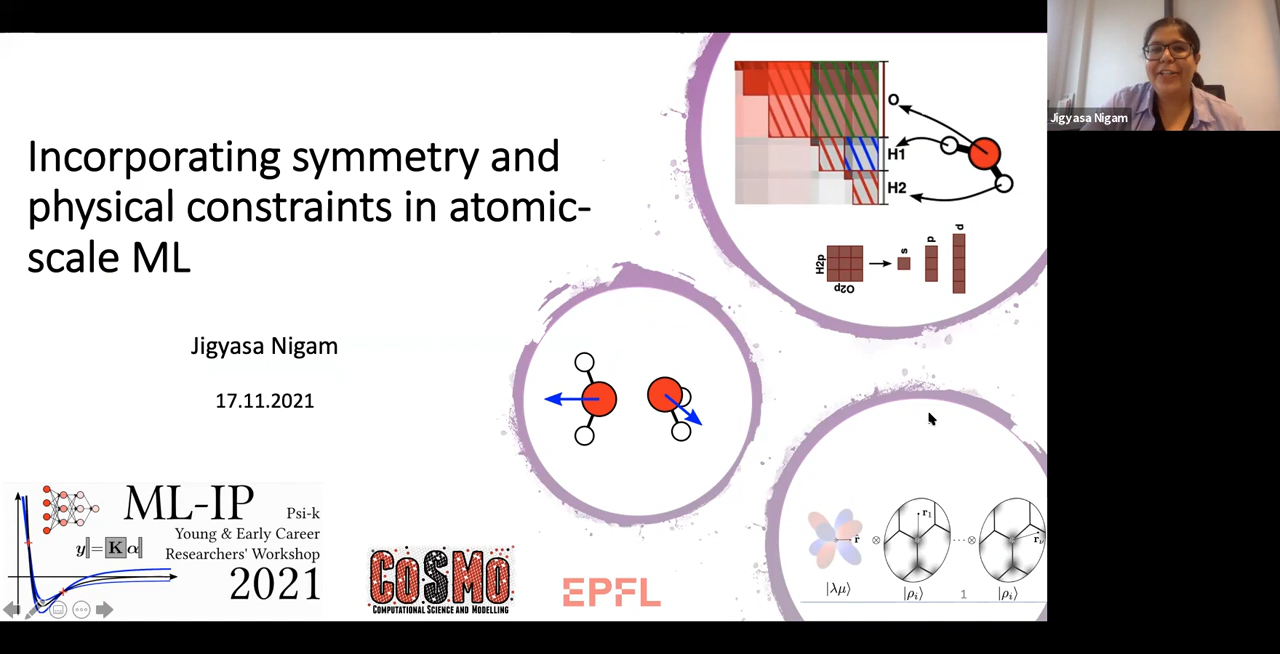 Incorporating symmetry and
physical constraints in atomic-
scale ML
Jigyasa Nigam
17.11.2021
O
H1
H2
H2p
O2p
s
p
d
Jigyasa Nigam
ML-IP
Psi-k
Young & Early Career
Researchers' Workshop
2021
y = K α
CoSMO
COMPUTATIONAL SCIENCE AND MODELLING
EPFL
r̂
⊗
r₁
…⊗
|λμ⟩
|ρᵢ⟩
1
|ρᵢ⟩